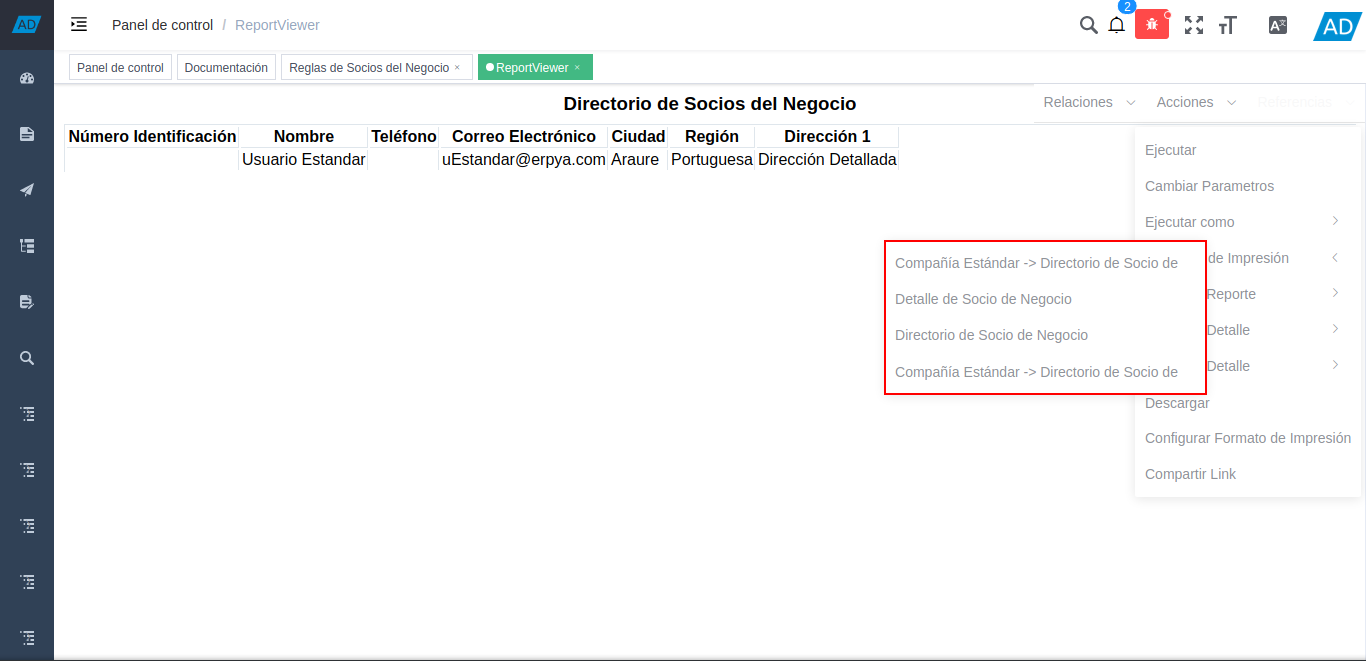 AD
Panel de control / ReportViewer
2
AD
Panel de control
Documentación
Reglas de Socios del Negocio ×
ReportViewer ×
Directorio de Socios del Negocio
Relaciones
Acciones
Referencias
Número Identificación Nombre Teléfono Correo Electrónico Ciudad Región Dirección 1
Usuario Estandar uEstandar@erpya.com Araure Portuguesa Dirección Detallada
Ejecutar
Cambiar Parametros
Ejecutar como
de Impresión
Reporte
Detalle
Detalle
Descargar
Configurar Formato de Impresión
Compartir Link
Compañía Estándar -> Directorio de Socio de
Detalle de Socio de Negocio
Directorio de Socio de Negocio
Compañía Estándar -> Directorio de Socio de